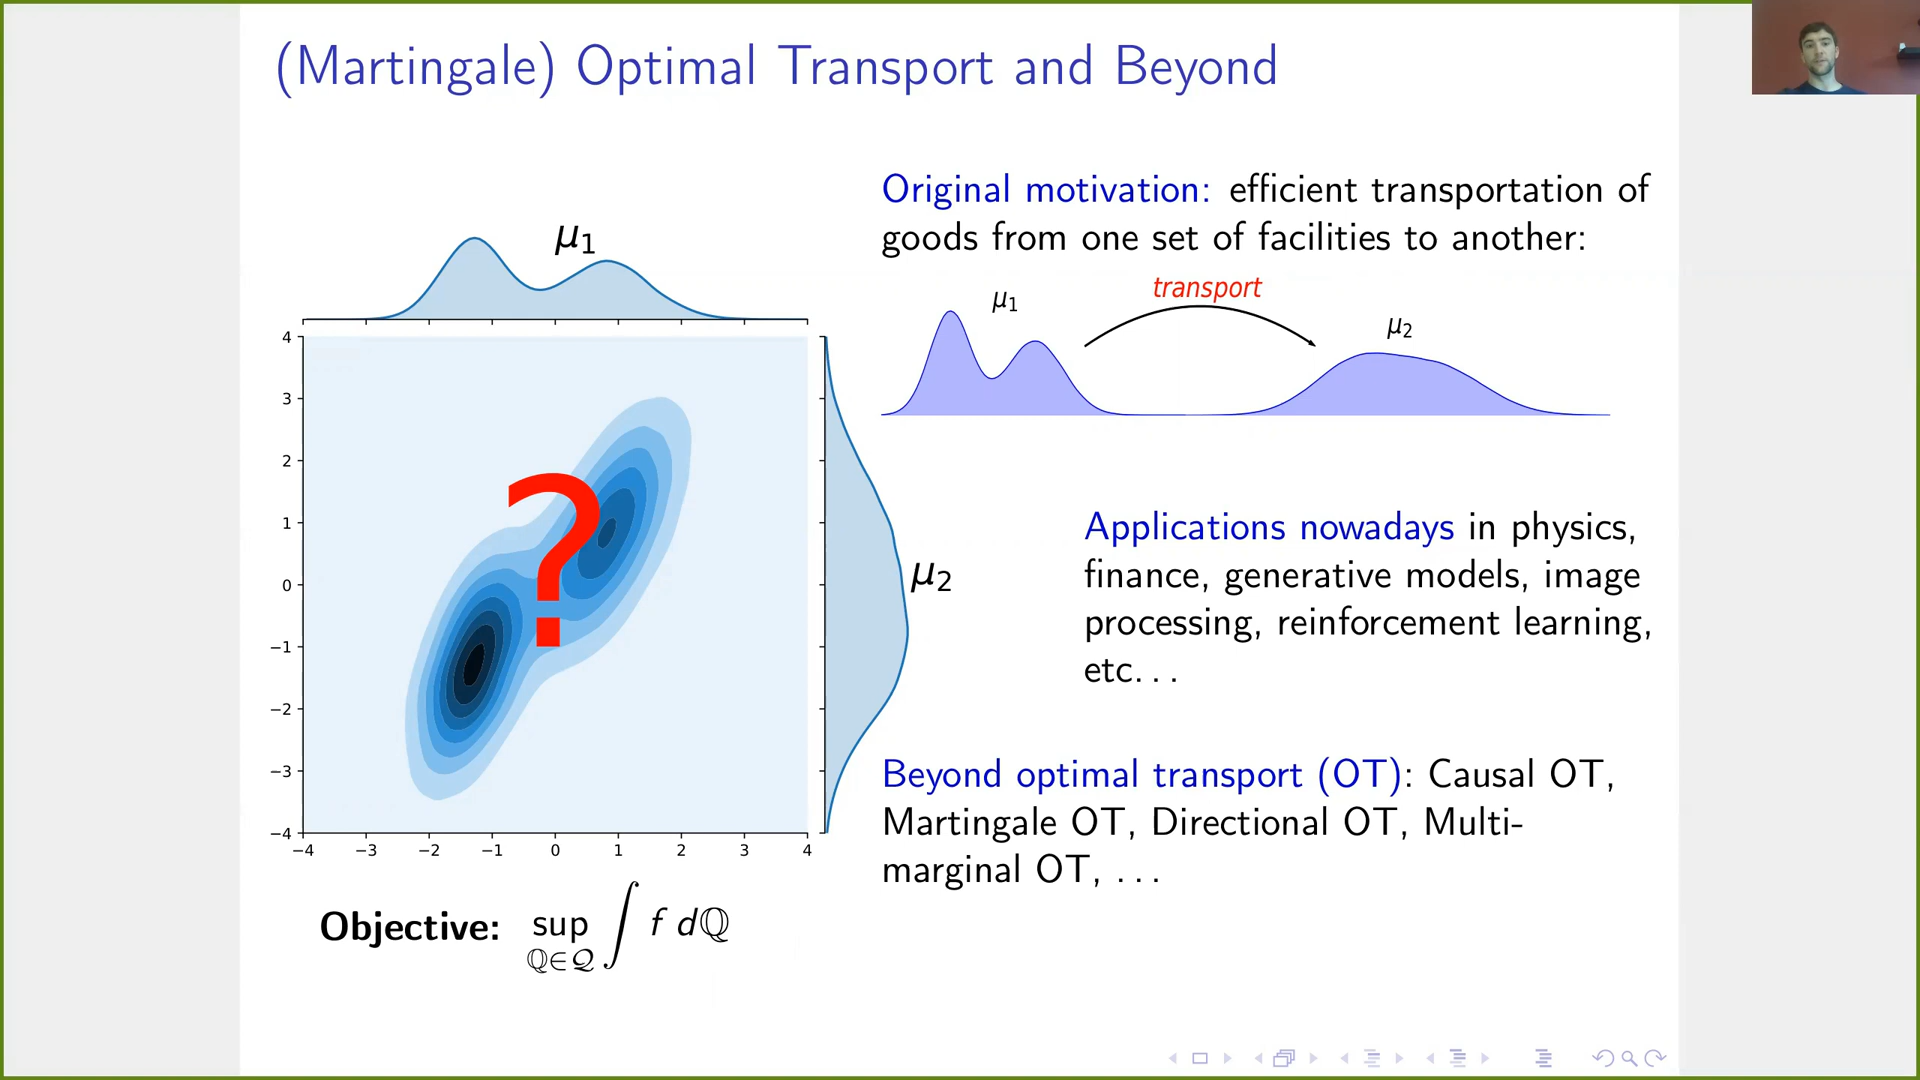 (Martingale) Optimal Transport and Beyond
μ1
4
3
2
1
0
−1
−2
−3
−4
−4 −3 −2 −1 0 1 2 3 4
μ2
Objective: sup ∫ f dℚ
ℚ∈𝒬
Original motivation: efficient transportation of
goods from one set of facilities to another:
transport
μ1
μ2
Applications nowadays in physics,
finance, generative models, image
processing, reinforcement learning,
etc...
Beyond optimal transport (OT): Causal OT,
Martingale OT, Directional OT, Multi-
marginal OT, ...
?